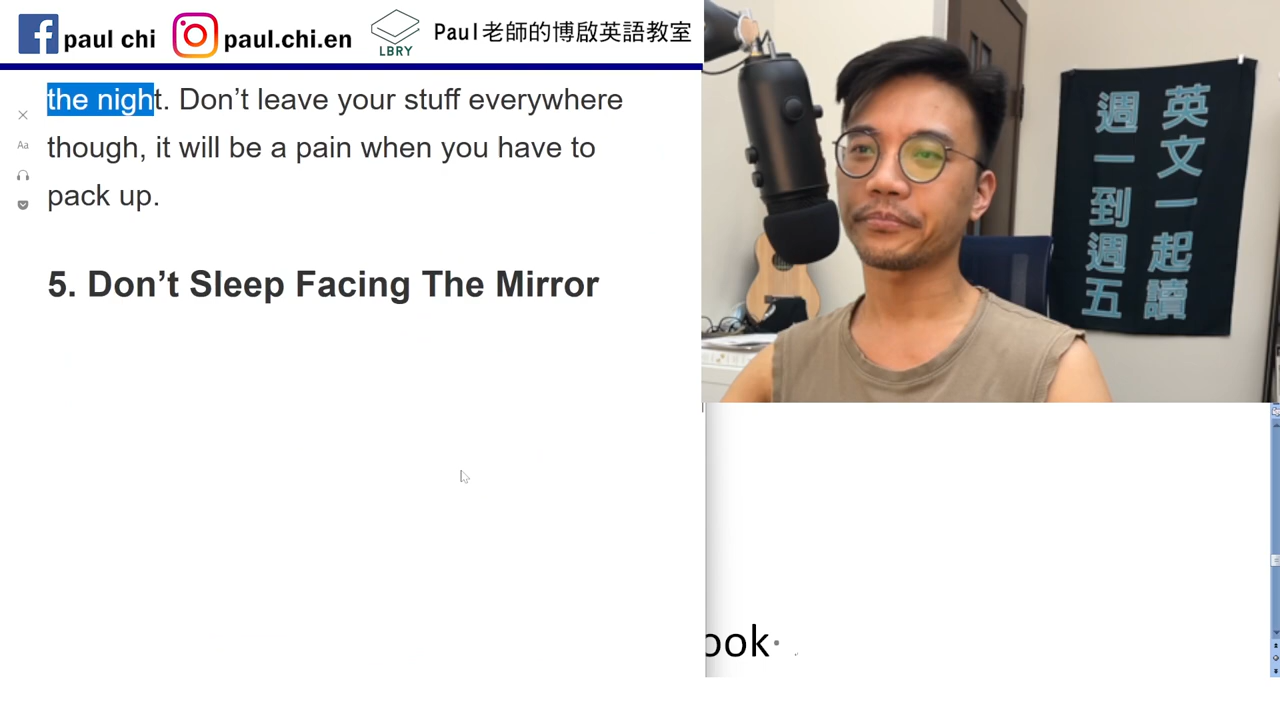 paul chi
paul.chi.en
LBRY
Paul老師的博啟英語教室
the night. Don’t leave your stuff everywhere
though, it will be a pain when you have to
pack up.
5. Don’t Sleep Facing The Mirror
Aa
英文一起讀
週一到週五
ook